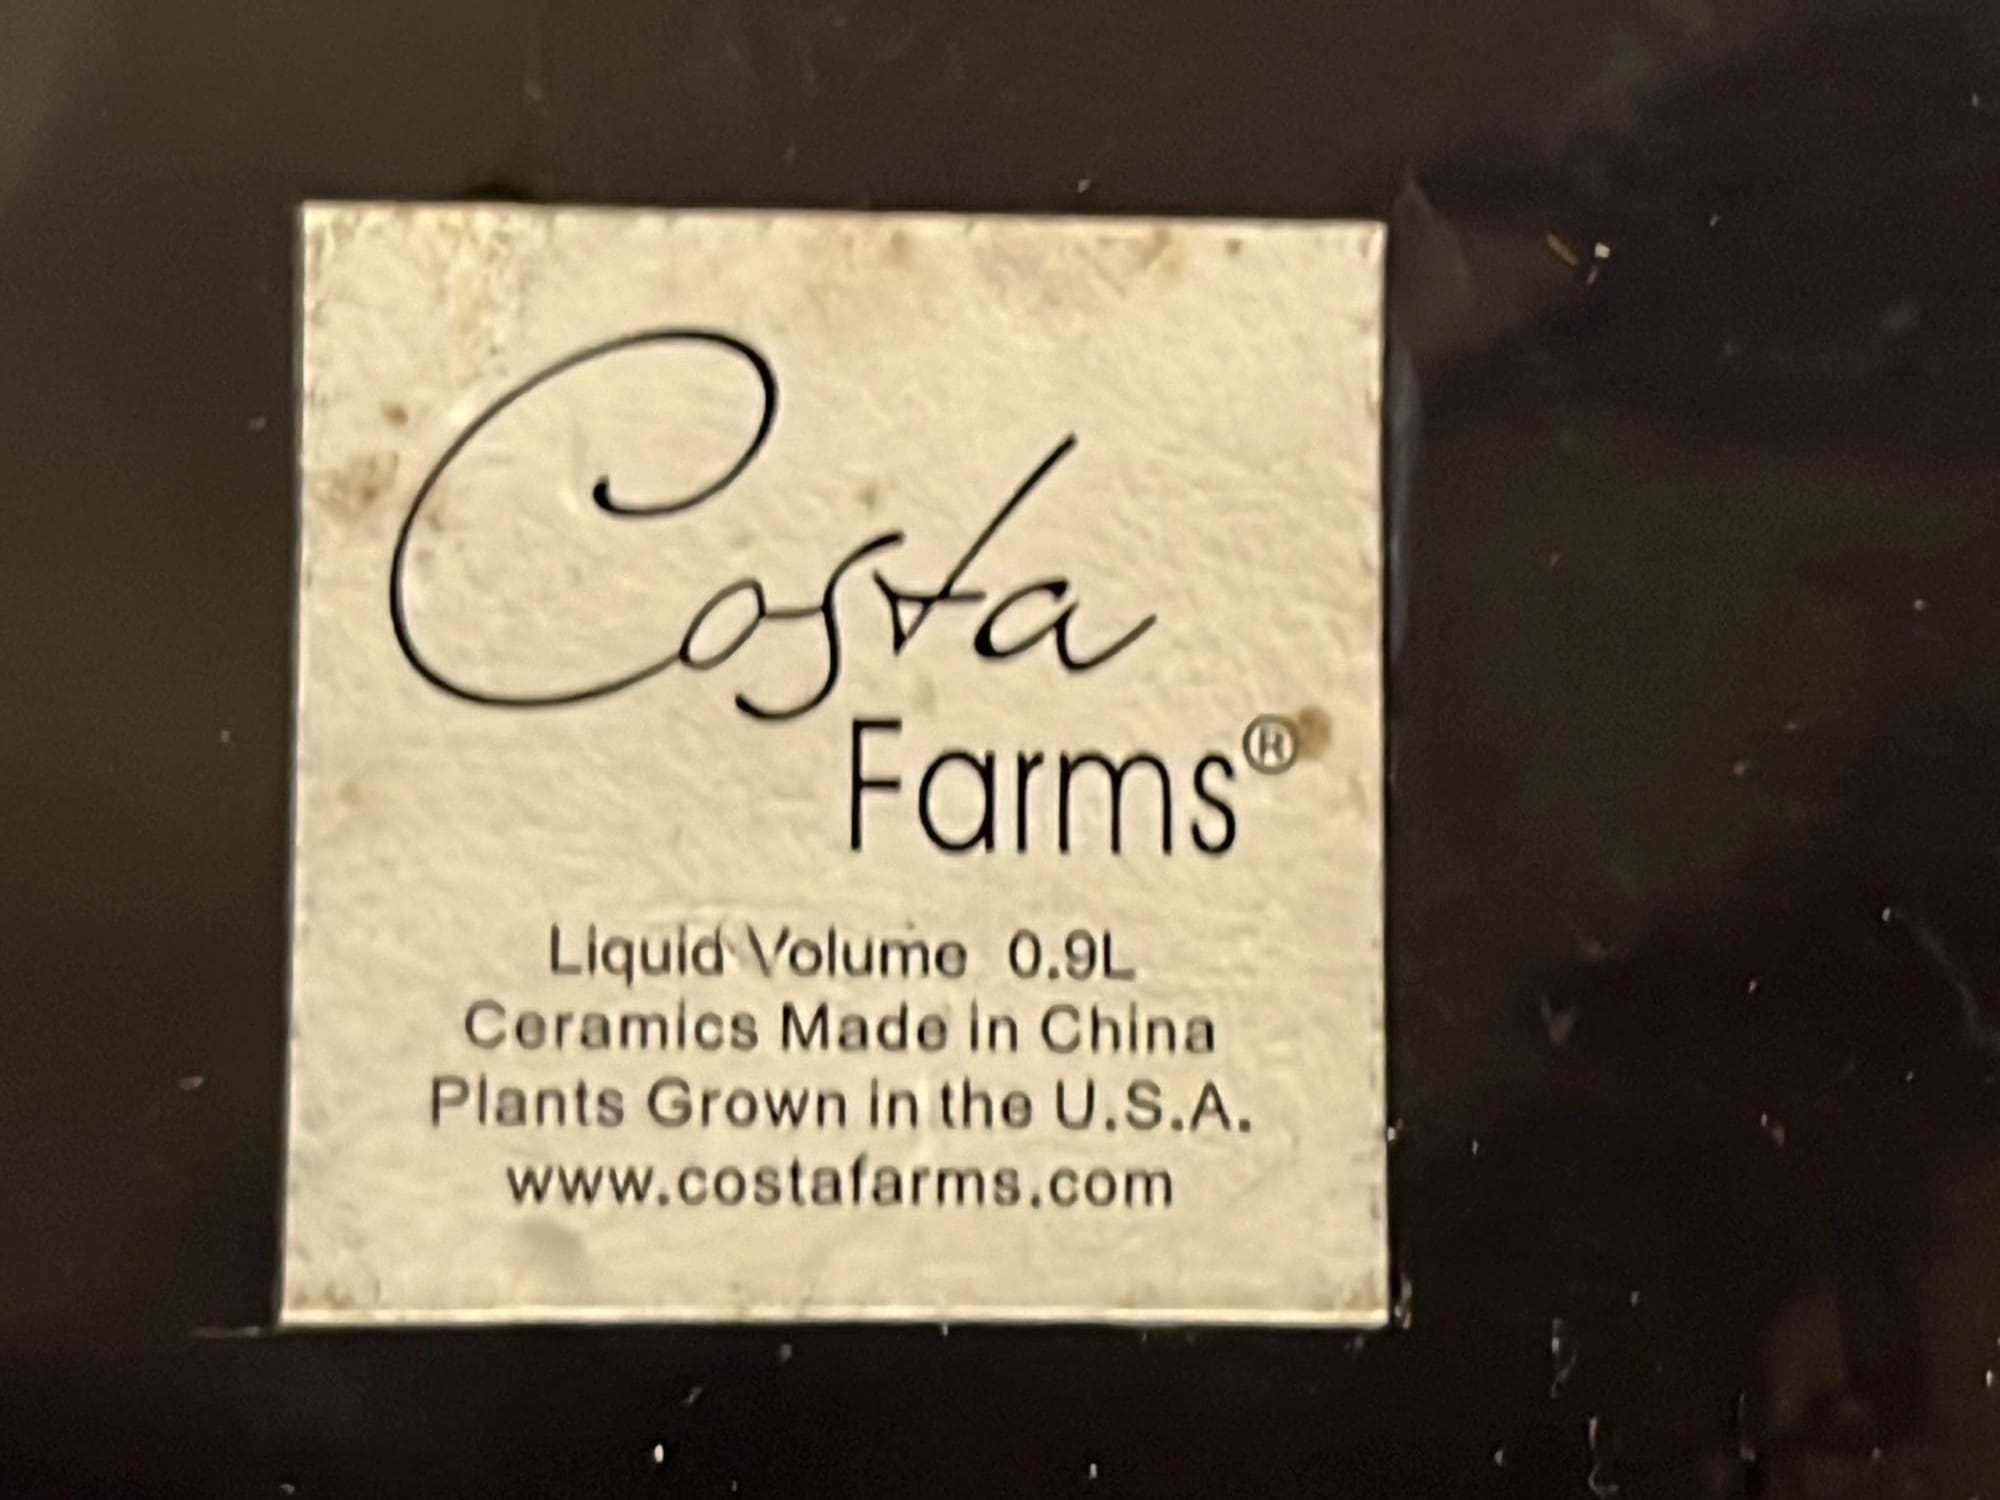 Costa
Farms®
Liquid Volume 0.9L
Ceramics Made in China
Plants Grown in the U.S.A.
www.costafarms.com